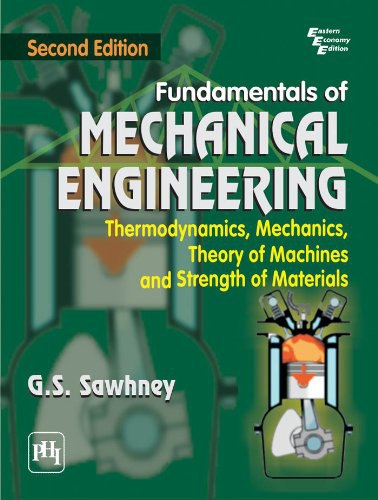 Second Edition
Eastern
Economy
Edition
Fundamentals of
MECHANICAL
ENGINEERING
Thermodynamics, Mechanics,
Theory of Machines
and Strength of Materials
G.S. Sawhney
PHI